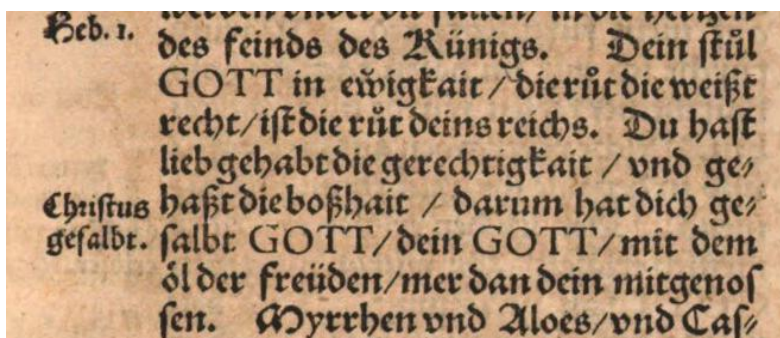 Heb. 1.
des feinds des Künigs. Dein stůl
GOTT in ewigkait / die růt die weißt
recht/ist die růt deins reichs. Du hast
lieb gehabt die gerechtigkait / vnd ge⸗
Christus
haßt die boßhait / darum hat dich ge⸗
gesalbt.
salbt GOTT/dein GOTT/mit dem
öl der freüden/mer dan dein mitgenos
sen. Myrrhen vnd Aloes/vnd Cas⸗